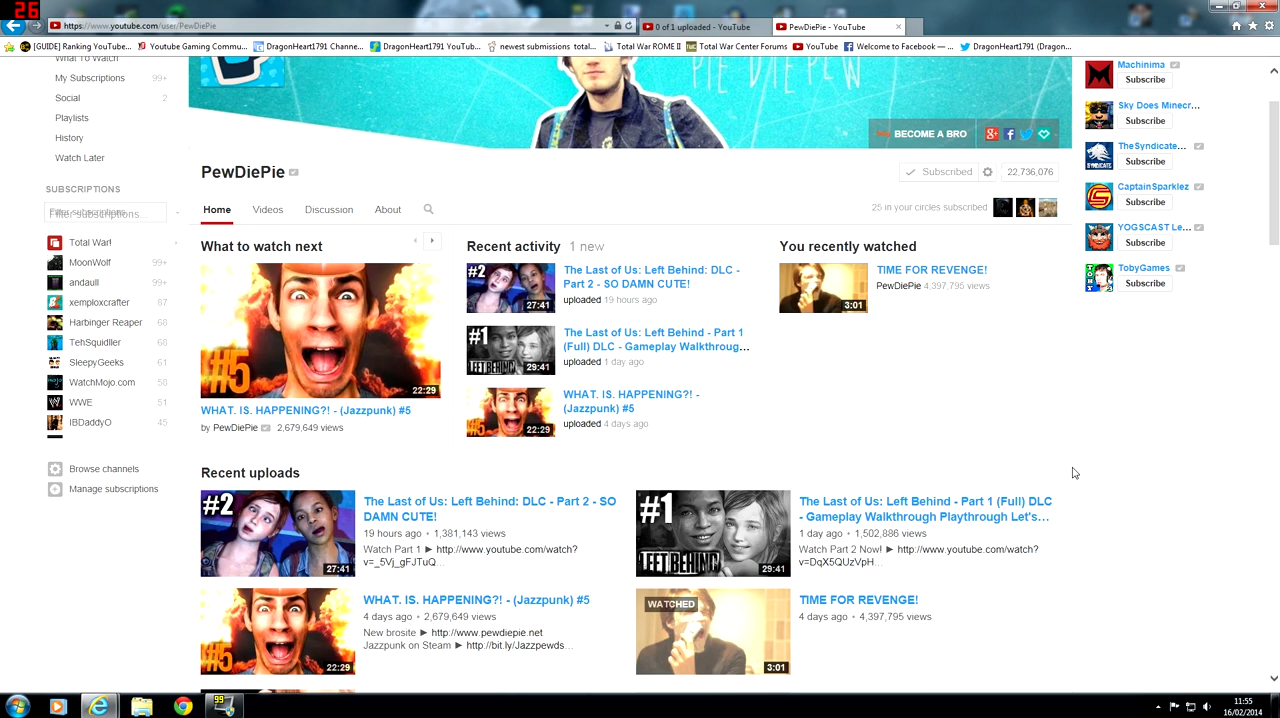 26
https://www.youtube.com/user/PewDiePie
0 of 1 uploaded - YouTube
PewDiePie - YouTube
[GUIDE] Ranking YouTube...
Youtube Gaming Commu...
DragonHeart1791 Channe...
DragonHeart1791 YouTub...
newest submissions total...
Total War ROME II
Total War Center Forums
YouTube
Welcome to Facebook — ...
DragonHeart1791 (Dragon...
What To Watch
My Subscriptions 99+
Social 2
Playlists
History
Watch Later
SUBSCRIPTIONS
Filter subscriptions...
Total War!
MoonWolf 99+
andaull 99+
xemploxcrafter 87
Harbinger Reaper 68
TehSquidller 66
SleepyGeeks 61
WatchMojo.com 58
WWE 51
IBDaddyO 45
Browse channels
Manage subscriptions
PIE DIE PEW
BECOME A BRO
PewDiePie
Subscribed
22,736,076
Home
Videos
Discussion
About
25 in your circles subscribed
What to watch next
#5
22:29
WHAT. IS. HAPPENING?! - (Jazzpunk) #5
by PewDiePie 2,679,649 views
Recent activity 1 new
#2
27:41
The Last of Us: Left Behind: DLC -
Part 2 - SO DAMN CUTE!
uploaded 19 hours ago
#1
LEFT BEHIND
29:41
The Last of Us: Left Behind - Part 1
(Full) DLC - Gameplay Walkthroug...
uploaded 1 day ago
#5
22:29
WHAT. IS. HAPPENING?! -
(Jazzpunk) #5
uploaded 4 days ago
You recently watched
3:01
TIME FOR REVENGE!
PewDiePie 4,397,795 views
Recent uploads
#2
27:41
The Last of Us: Left Behind: DLC - Part 2 - SO
DAMN CUTE!
19 hours ago • 1,381,143 views
Watch Part 1 ► http://www.youtube.com/watch?
v=_5Vj_gFJTuQ...
#1
LEFT BEHIND
29:41
The Last of Us: Left Behind - Part 1 (Full) DLC
- Gameplay Walkthrough Playthrough Let's...
1 day ago • 1,502,886 views
Watch Part 2 Now! ► http://www.youtube.com/watch?
v=DqX5QUzVpH...
#5
22:29
WHAT. IS. HAPPENING?! - (Jazzpunk) #5
4 days ago • 2,679,649 views
New brosite ► http://www.pewdiepie.net
Jazzpunk on Steam ► http://bit.ly/Jazzpewds...
WATCHED
3:01
TIME FOR REVENGE!
4 days ago • 4,397,795 views
Machinima
Subscribe
Sky Does Minecr...
Subscribe
TheSyndicate...
Subscribe
SYNDICATE
CaptainSparklez
Subscribe
YOGSCAST Le...
Subscribe
TobyGames
Subscribe
TOBY
99
11:55
16/02/2014